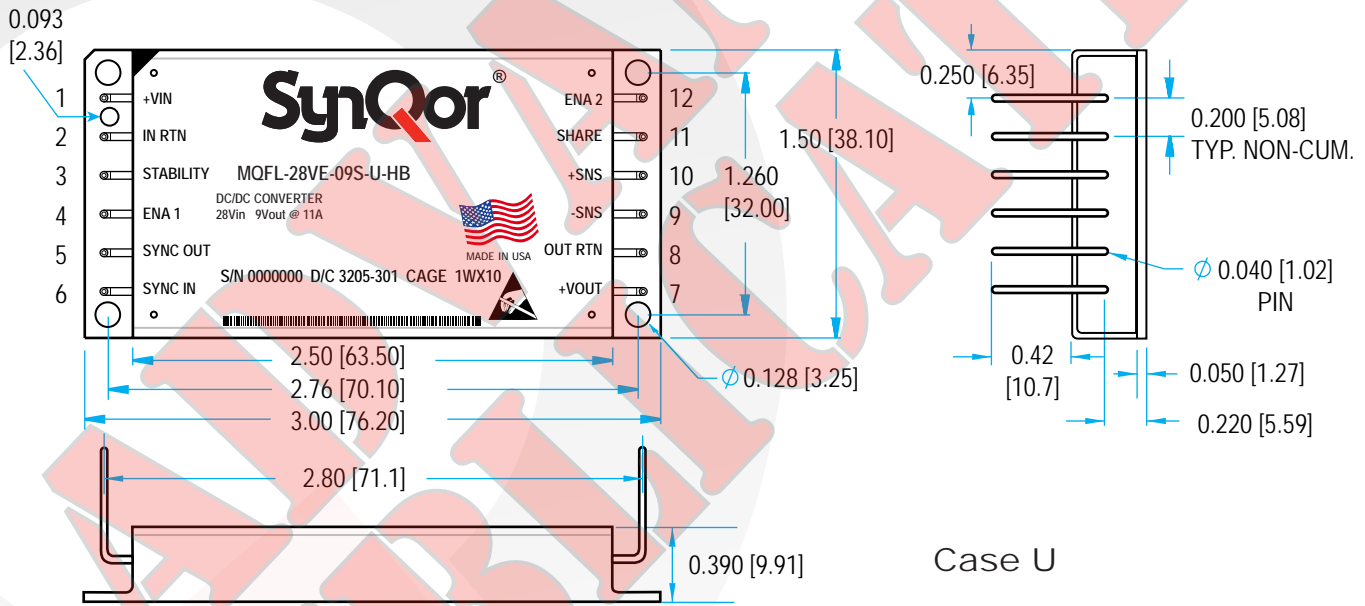 0.093
[2.36]
SynQor®
1
+VIN
ENA 2
12
2
IN RTN
SHARE
11
3
STABILITY
MQFL-28VE-09S-U-HB
+SNS
10
DC/DC CONVERTER
28Vin 9Vout @ 11A
4
ENA 1
-SNS
9
5
SYNC OUT
MADE IN USA
OUT RTN
8
6
SYNC IN
S/N 0000000 D/C 3205-301 CAGE 1WX10
+VOUT
7
1.50 [38.10]
1.260
[32.00]
2.50 [63.50]
2.76 [70.10]
3.00 [76.20]
Ø 0.128 [3.25]
2.80 [71.1]
0.390 [9.91]
0.250 [6.35]
0.200 [5.08]
TYP. NON-CUM.
Ø 0.040 [1.02]
PIN
0.42
[10.7]
0.050 [1.27]
0.220 [5.59]
Case U